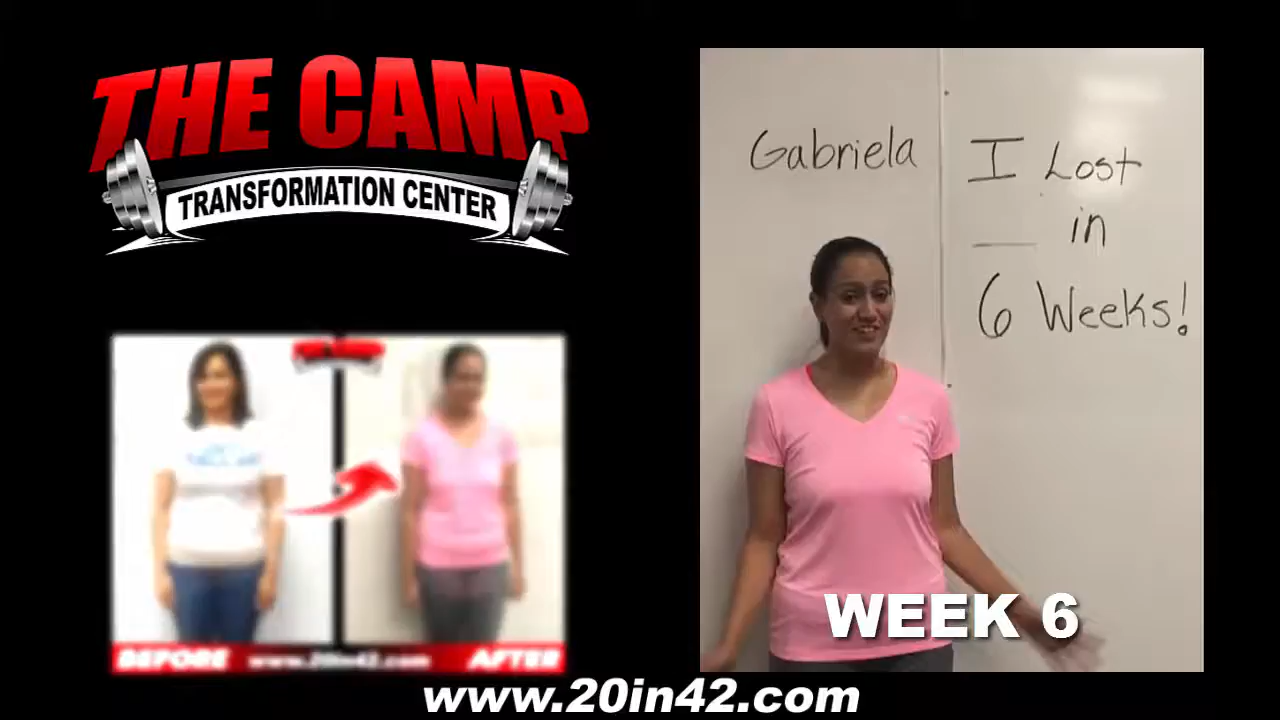 THE CAMP
TRANSFORMATION CENTER
Gabriela
I Lost
__ in
6 Weeks!
WEEK 6
BEFORE www.20in42.com AFTER
www.20in42.com